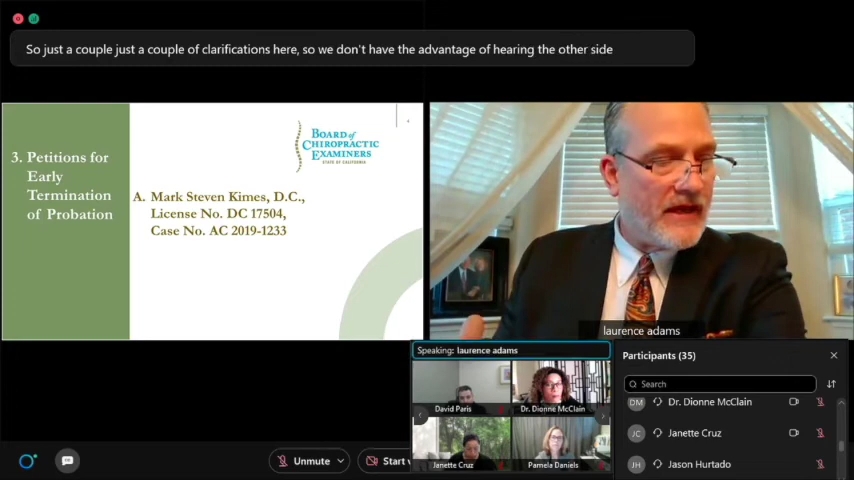 So just a couple just a couple of clarifications here, so we don't have the advantage of hearing the other side
3. Petitions for
Early
Termination
of Probation
BOARD of
CHIROPRACTIC
EXAMINERS
STATE OF CALIFORNIA
A. Mark Steven Kimes, D.C.,
License No. DC 17504,
Case No. AC 2019-1233
laurence adams
Speaking: laurence adams
David Paris
Dr. Dionne McClain
Janette Cruz
Pamela Daniels
Participants (35)
Search
DM Dr. Dionne McClain
JC Janette Cruz
JH Jason Hurtado
Unmute
Start